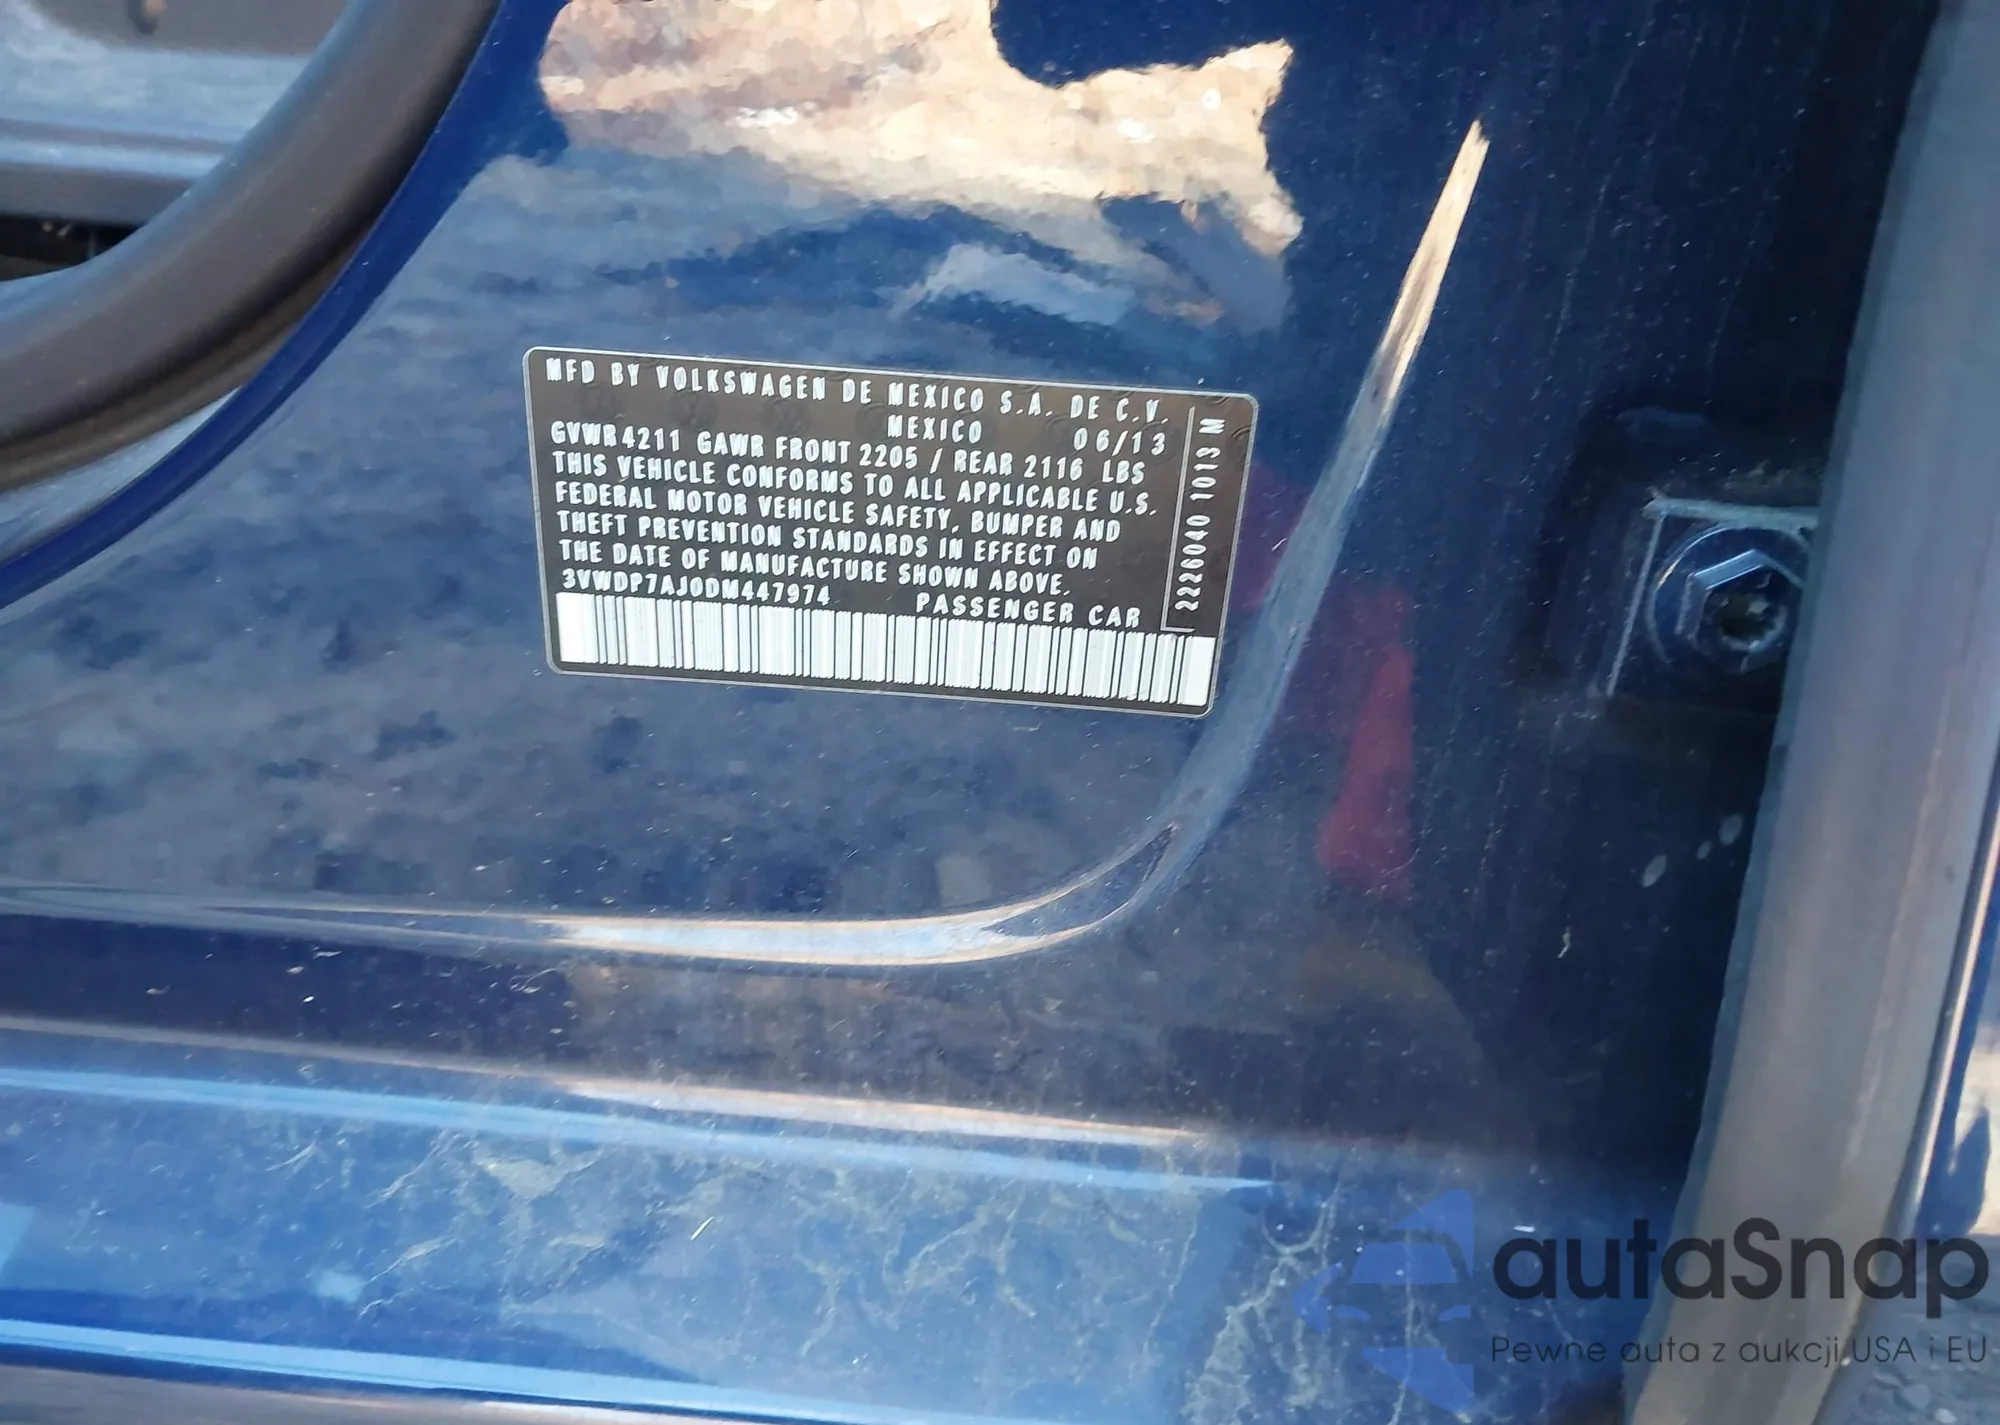 MFD BY VOLKSWAGEN DE MEXICO S.A. DE C.V.
MEXICO 06/13
GVWR 4211 GAWR FRONT 2205 / REAR 2116 LBS
THIS VEHICLE CONFORMS TO ALL APPLICABLE U.S.
FEDERAL MOTOR VEHICLE SAFETY, BUMPER AND
THEFT PREVENTION STANDARDS IN EFFECT ON
THE DATE OF MANUFACTURE SHOWN ABOVE.
3VWDP7AJ0DM447974 PASSENGER CAR
2226040 1013 M
autaSnap
Pewne auta z aukcji USA i EU